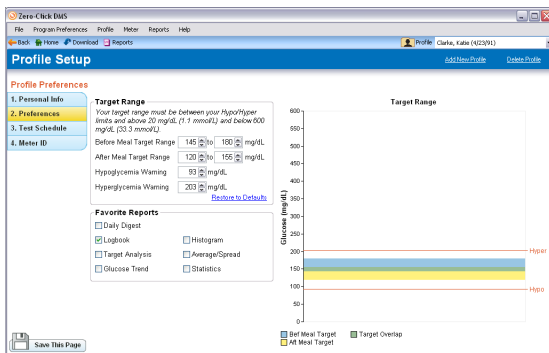 Zero-Click DMS
File Program Preferences Profile Meter Reports Help
Back Home Download Reports Profile Clarke, Katie (4/23/91)
Profile Setup Add New Profile Delete Profile
Profile Preferences
1. Personal Info
2. Preferences
3. Test Schedule
4. Meter ID
Target Range
Your target range must be between your Hypo/Hyper
limits and above 20 mg/dL (1.1 mmol/L) and below 600
mg/dL (33.3 mmol/L).
Before Meal Target Range 145 to 180 mg/dL
After Meal Target Range 120 to 155 mg/dL
Hypoglycemia Warning 93 mg/dL
Hyperglycemia Warning 203 mg/dL
Restore to Defaults
Favorite Reports
Daily Digest
Logbook Histogram
Target Analysis Average/Spread
Glucose Trend Statistics
Target Range
Glucose (mg/dL)
600
550
500
450
400
350
300
250
200
150
100
50
0
Hyper
Hypo
Bef Meal Target Target Overlap
Aft Meal Target
Save This Page